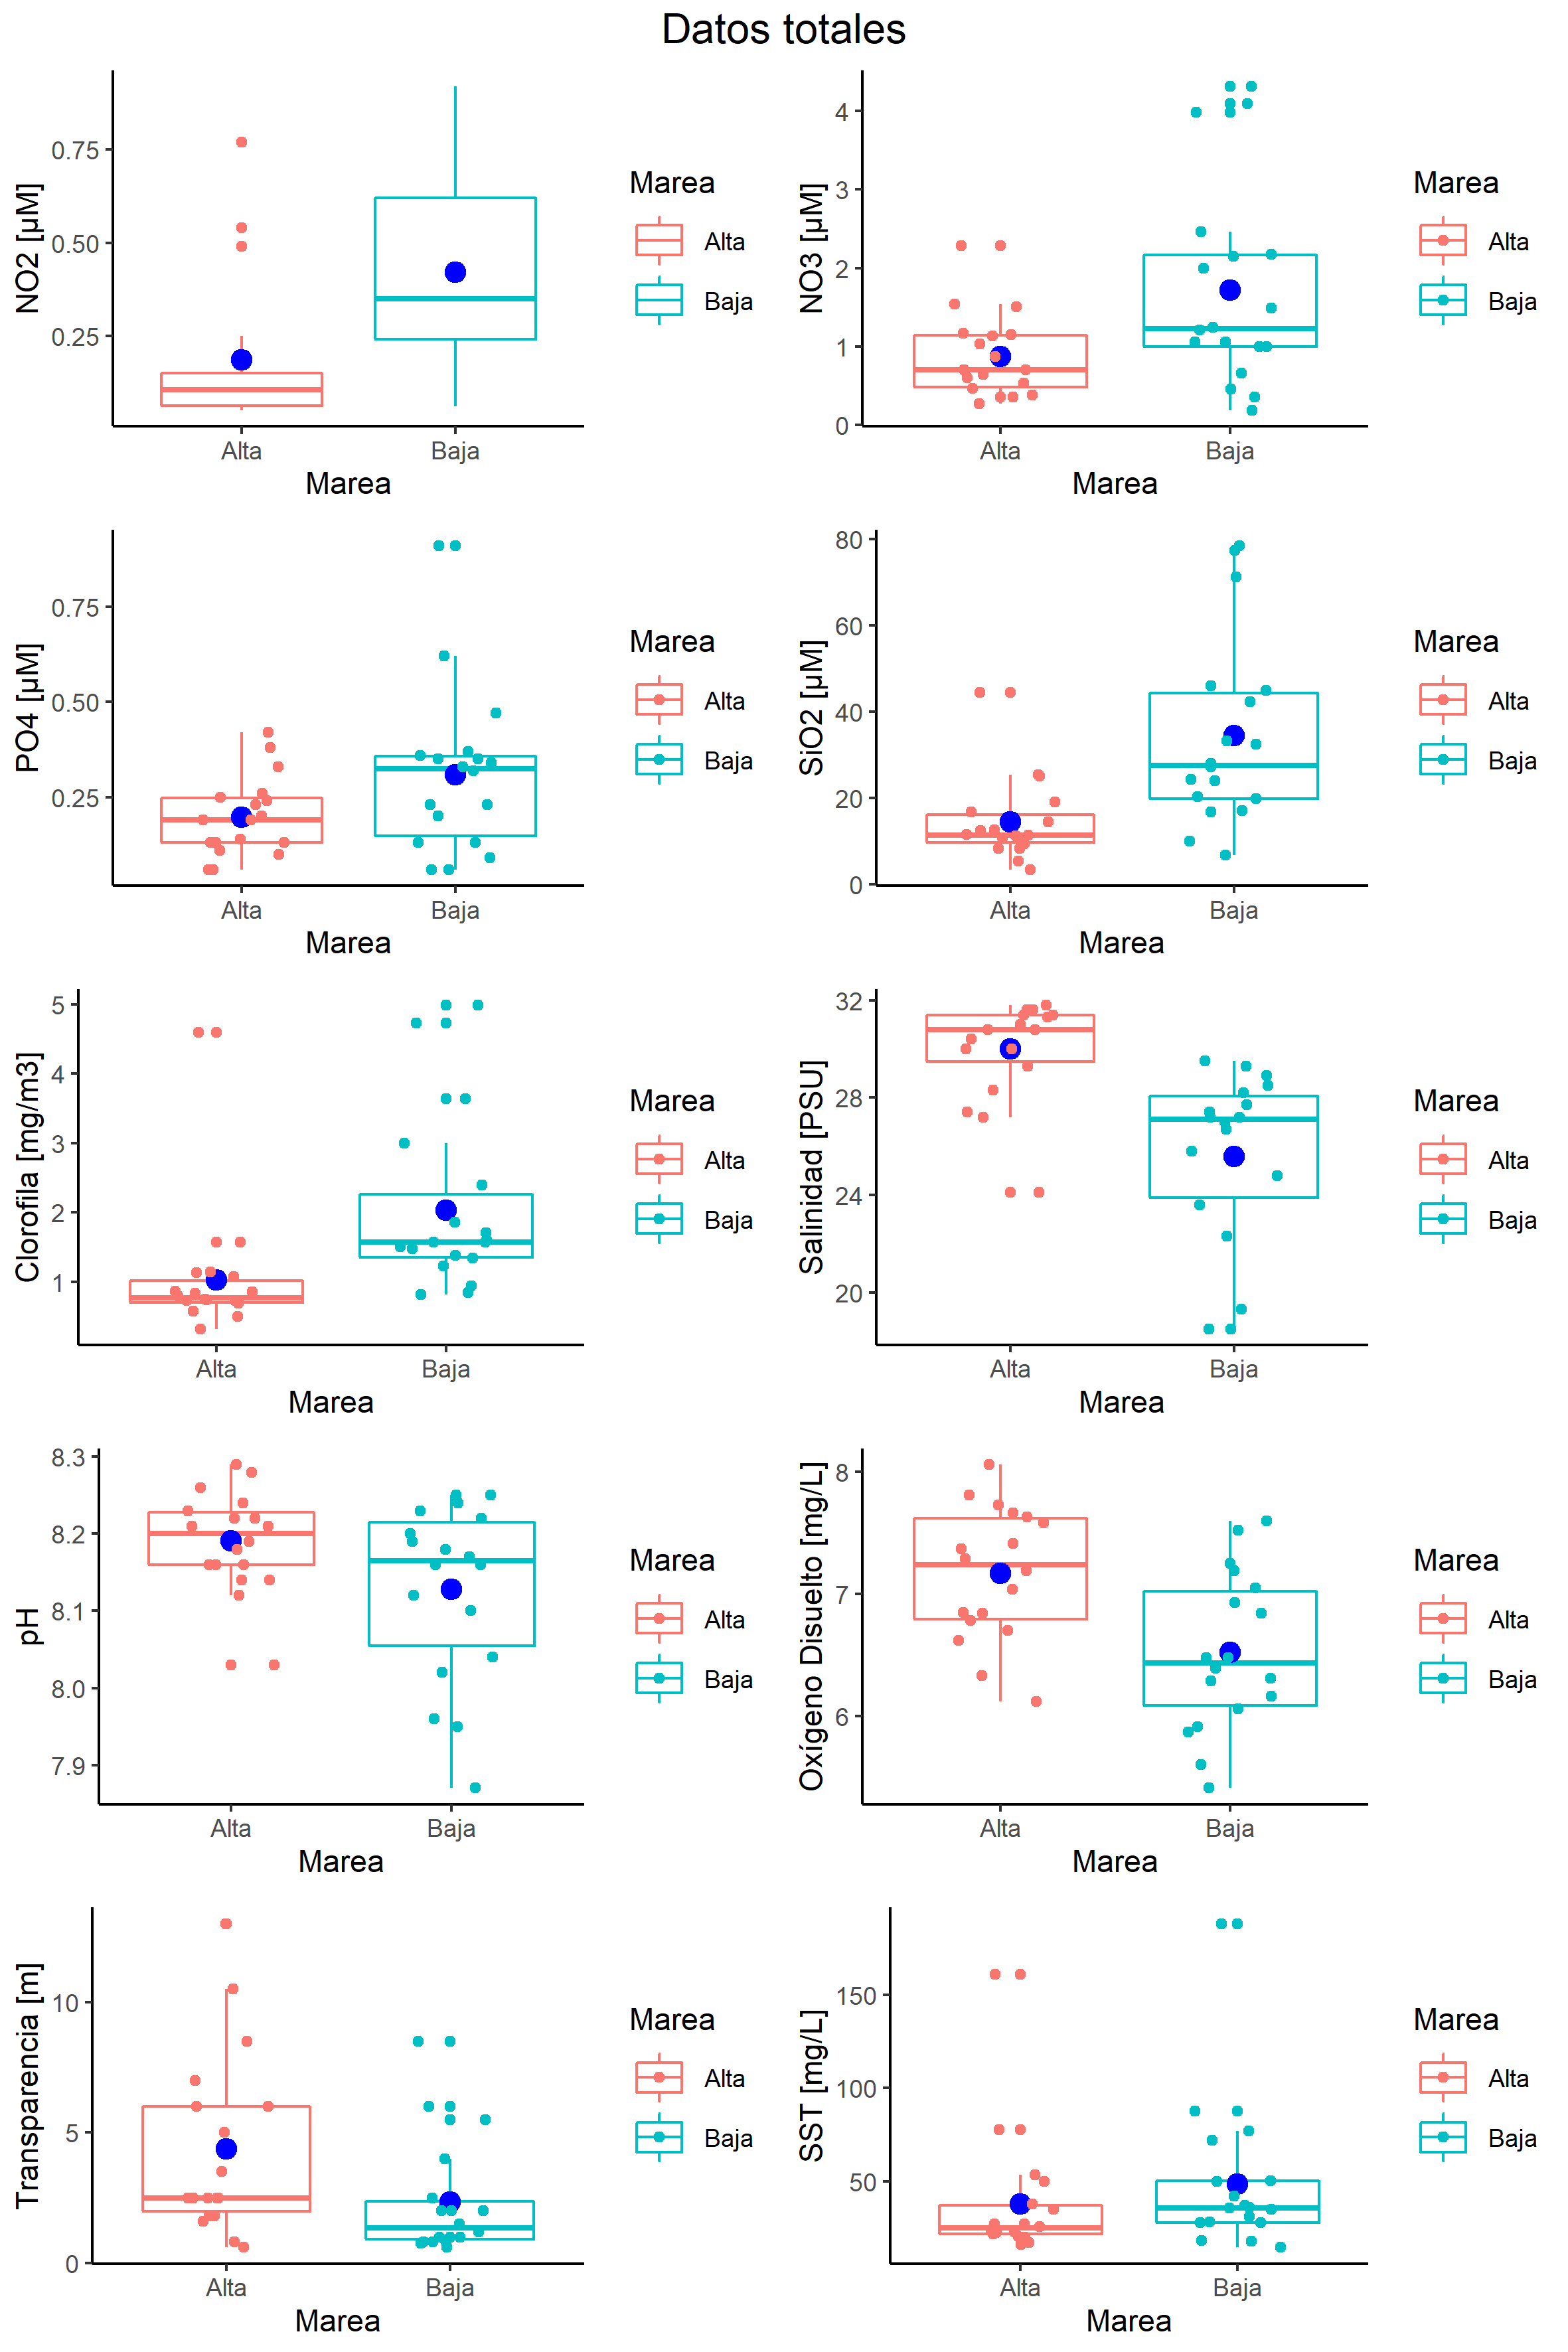 Datos totales
NO2 [µM]
0.75
0.50
0.25
Alta
Baja
Marea
Marea
Alta
Baja
NO3 [µM]
4
3
2
1
0
Alta
Baja
Marea
Marea
Alta
Baja
PO4 [µM]
0.75
0.50
0.25
Alta
Baja
Marea
Marea
Alta
Baja
SiO2 [µM]
80
60
40
20
0
Alta
Baja
Marea
Marea
Alta
Baja
Clorofila [mg/m3]
5
4
3
2
1
Alta
Baja
Marea
Marea
Alta
Baja
Salinidad [PSU]
32
28
24
20
Alta
Baja
Marea
Marea
Alta
Baja
pH
8.3
8.2
8.1
8.0
7.9
Alta
Baja
Marea
Marea
Alta
Baja
Oxígeno Disuelto [mg/L]
8
7
6
Alta
Baja
Marea
Marea
Alta
Baja
Transparencia [m]
10
5
0
Alta
Baja
Marea
Marea
Alta
Baja
SST [mg/L]
150
100
50
Alta
Baja
Marea
Marea
Alta
Baja